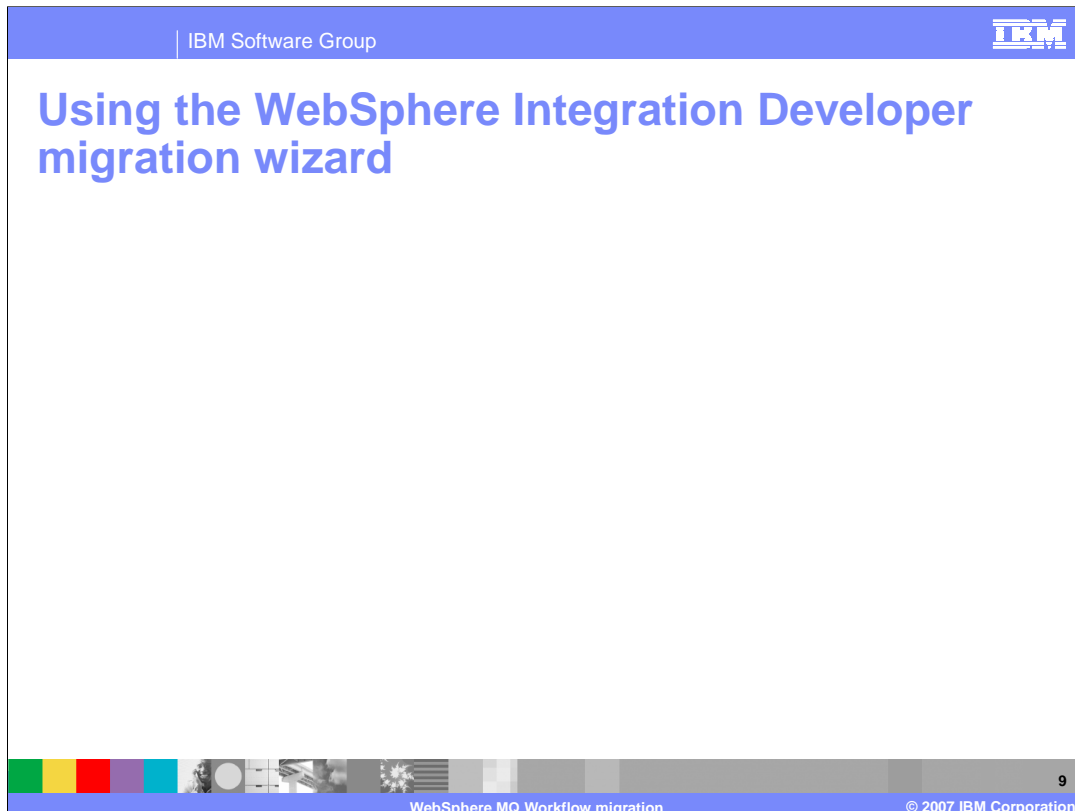 IBM Software Group
IBM
Using the WebSphere Integration Developer
migration wizard
9
WebSphere MQ Workflow migration
© 2007 IBM Corporation